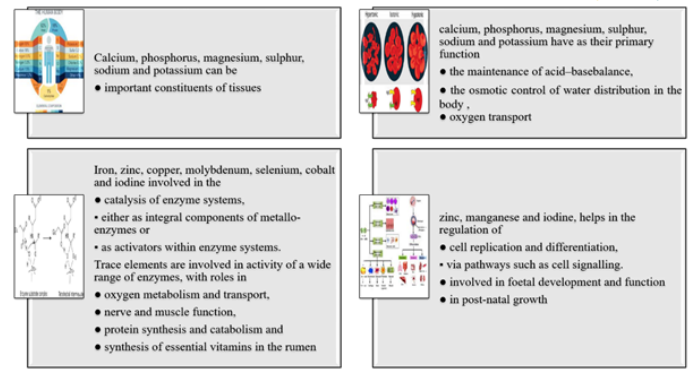 THE HUMAN BODY
Calcium, phosphorus, magnesium, sulphur,
sodium and potassium can be
● important constituents of tissues
Hypertonic Isotonic Hypotonic
calcium, phosphorus, magnesium, sulphur,
sodium and potassium have as their primary
function
● the maintenance of acid–basebalance,
● the osmotic control of water distribution in the
body ,
● oxygen transport
Iron, zinc, copper, molybdenum, selenium, cobalt
and iodine involved in the
● catalysis of enzyme systems,
• either as integral components of metallo-
enzymes or
• as activators within enzyme systems.
Trace elements are involved in activity of a wide
range of enzymes, with roles in
● oxygen metabolism and transport,
● nerve and muscle function,
● protein synthesis and catabolism and
● synthesis of essential vitamins in the rumen
zinc, manganese and iodine, helps in the
regulation of
● cell replication and differentiation,
• via pathways such as cell signalling.
● involved in foetal development and function
● in post-natal growth